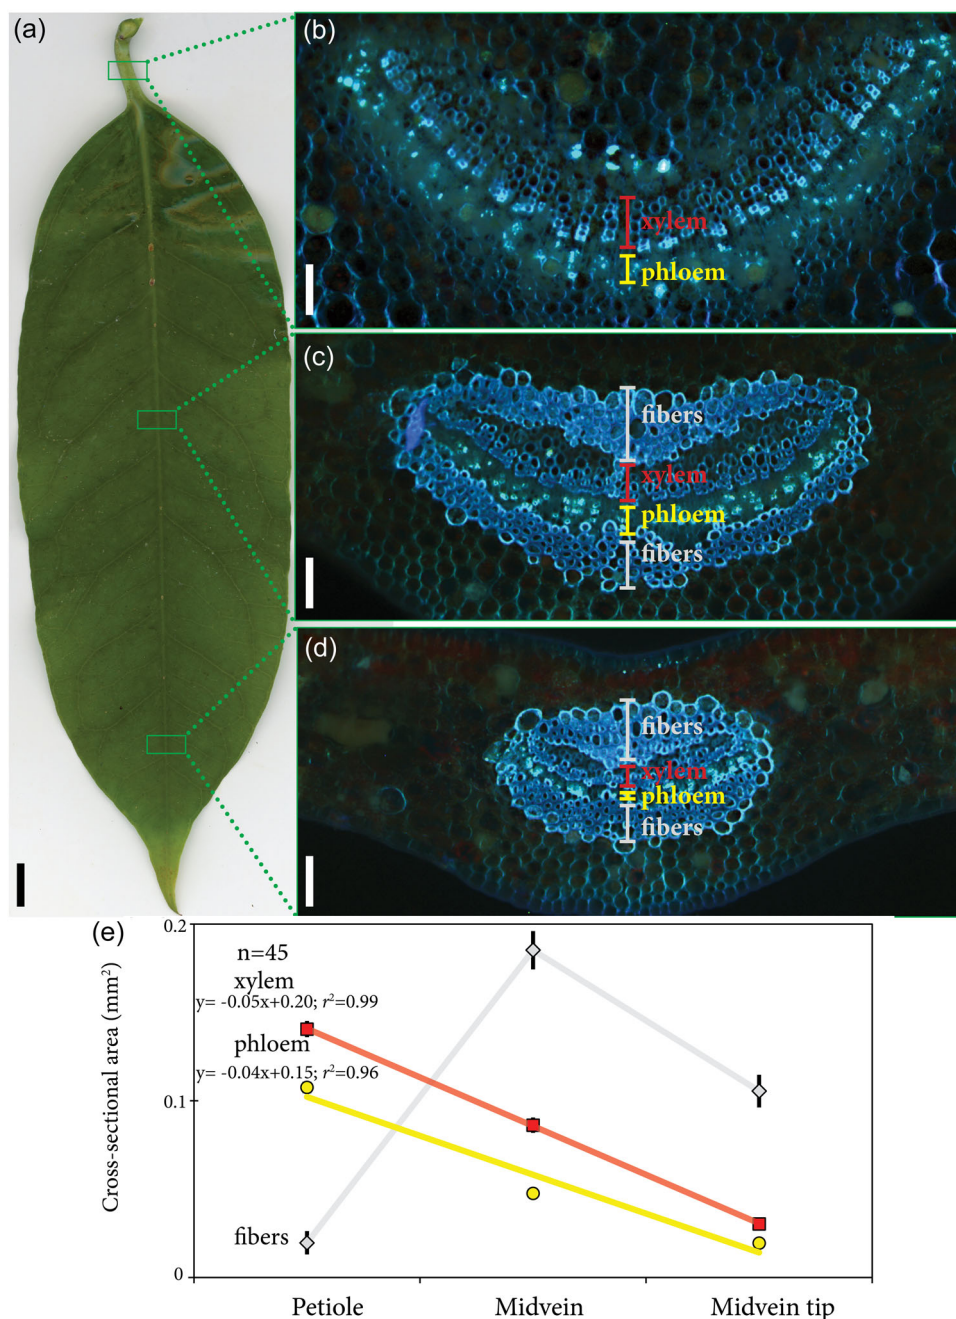 (a)
(b)
xylem
phloem
(c)
fibers
xylem
phloem
fibers
(d)
fibers
xylem
phloem
fibers
(e)
0.2
n=45
xylem
y= -0.05x+0.20; r²=0.99
phloem
y= -0.04x+0.15; r²=0.96
0.1
fibers
0
Cross-sectional area (mm²)
Petiole Midvein Midvein tip